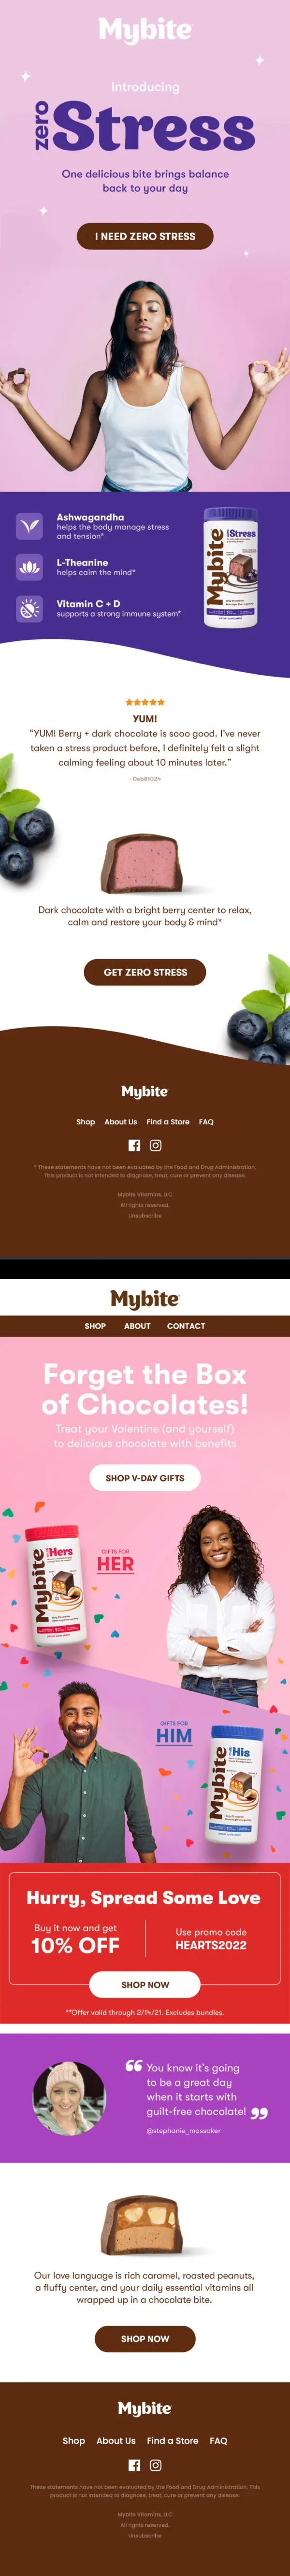 Mybite
Introducing
zero Stress
One delicious bite brings balance
back to your day
I NEED ZERO STRESS
Ashwagandha
helps the body manage stress
and tension*
L-Theanine
helps calm the mind*
Vitamin C + D
supports a strong immune system*
Mybite
zero Stress
YUM!
"YUM! Berry + dark chocolate is sooo good. I've never
taken a stress product before, I definitely felt a slight
calming feeling about 10 minutes later."
Dark chocolate with a bright berry center to relax,
calm and restore your body & mind*
GET ZERO STRESS
Mybite
Shop About Us Find a Store FAQ
* These statements have not been evaluated by the Food and Drug Administration.
This product is not intended to diagnose, treat, cure or prevent any disease.
Mybite Vitamins, LLC
All rights reserved.
Unsubscribe
Mybite
SHOP ABOUT CONTACT
Forget the Box
of Chocolates!
Treat your Valentine (and yourself)
to delicious chocolate with benefits
SHOP V-DAY GIFTS
Mybite
Hers
GIFTS FOR
HER
GIFTS FOR
HIM
Mybite
His
Hurry, Spread Some Love
Buy it now and get
10% OFF
Use promo code
HEARTS2022
SHOP NOW
**Offer valid through 2/14/21. Excludes bundles.
“ You know it's going
to be a great day
when it starts with
guilt-free chocolate! ”
@stephanie_massaker
Our love language is rich caramel, roasted peanuts,
a fluffy center, and your daily essential vitamins all
wrapped up in a chocolate bite.
SHOP NOW
Mybite
Shop About Us Find a Store FAQ
These statements have not been evaluated by the Food and Drug Administration. This
product is not intended to diagnose, treat, cure or prevent any disease.
Mybite Vitamins, LLC
All rights reserved.
Unsubscribe